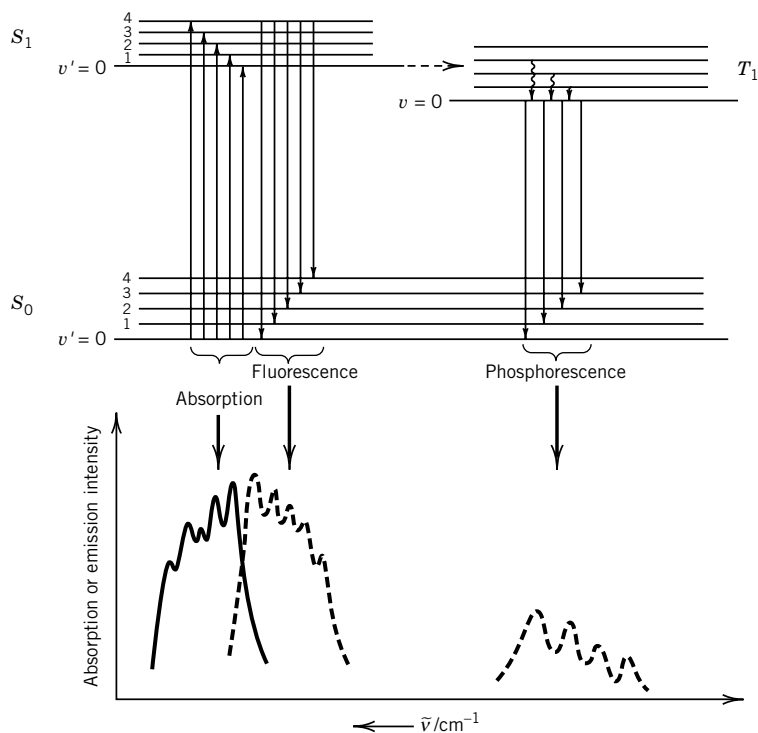 S₁
4
3
2
1
v′ = 0
T₁
v = 0
S₀
4
3
2
1
v′ = 0
Fluorescence
Phosphorescence
Absorption
Absorption or emission intensity
ν̃/cm⁻¹